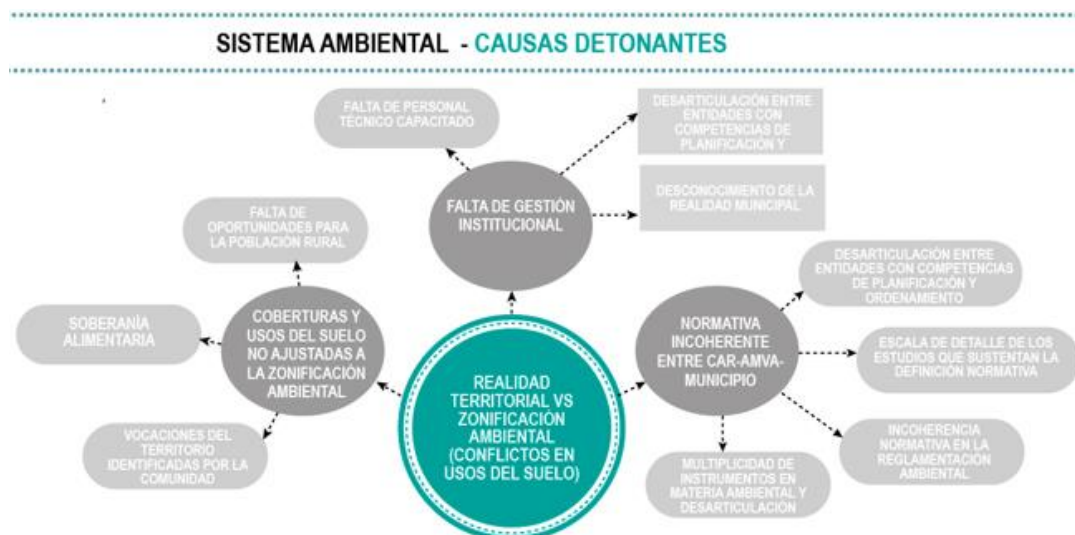 SISTEMA AMBIENTAL - CAUSAS DETONANTES
FALTA DE PERSONAL
TÉCNICO CAPACITADO
DESARTICULACIÓN ENTRE
ENTIDADES CON
COMPETENCIAS DE
PLANIFICACIÓN Y
FALTA DE GESTIÓN
INSTITUCIONAL
DESCONOCIMIENTO DE LA
REALIDAD MUNICIPAL
FALTA DE
OPORTUNIDADES PARA
LA POBLACIÓN RURAL
SOBERANÍA
ALIMENTARIA
COBERTURAS Y
USOS DEL SUELO
NO AJUSTADAS A
LA ZONIFICACIÓN
AMBIENTAL
VOCACIONES DEL
TERRITORIO
IDENTIFICADAS POR LA
COMUNIDAD
REALIDAD
TERRITORIAL VS
ZONIFICACIÓN
AMBIENTAL
(CONFLICTOS EN
USOS DEL SUELO)
NORMATIVA
INCOHERENTE
ENTRE CAR-AMVA-
MUNICIPIO
DESARTICULACIÓN ENTRE
ENTIDADES CON COMPETENCIAS
DE PLANIFICACIÓN Y
ORDENAMIENTO
ESCALA DE DETALLE DE LOS
ESTUDIOS QUE SUSTENTAN LA
DEFINICIÓN NORMATIVA
INCOHERENCIA
NORMATIVA EN LA
REGLAMENTACIÓN
AMBIENTAL
MULTIPLICIDAD DE
INSTRUMENTOS EN
MATERIA AMBIENTAL Y
DESARTICULACIÓN